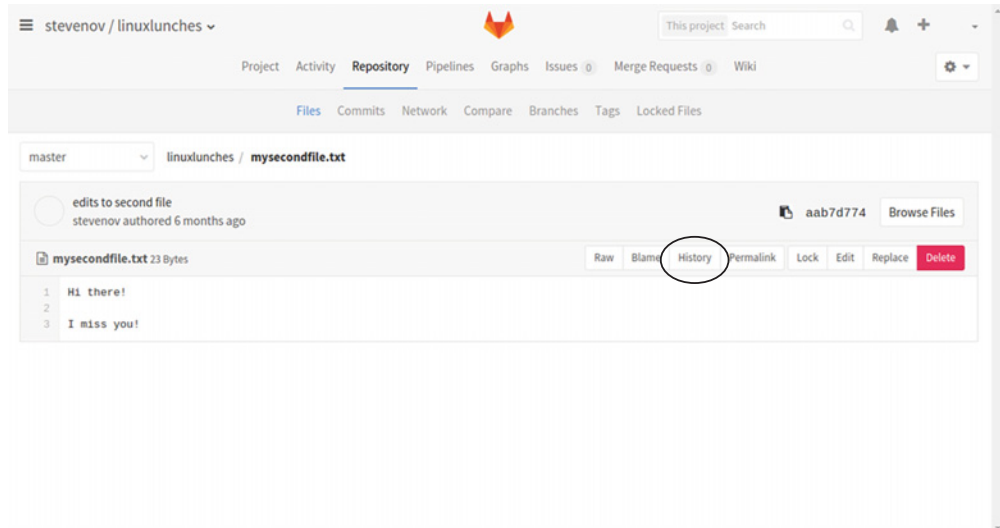 stevenov / linuxlunches
This project Search
Project Activity Repository Pipelines Graphs Issues 0 Merge Requests 0 Wiki
Files Commits Network Compare Branches Tags Locked Files
master linuxlunches / mysecondfile.txt
edits to second file
stevenov authored 6 months ago
aab7d774 Browse Files
mysecondfile.txt 23 Bytes Raw Blame History Permalink Lock Edit Replace Delete
1 Hi there!
2
3 I miss you!